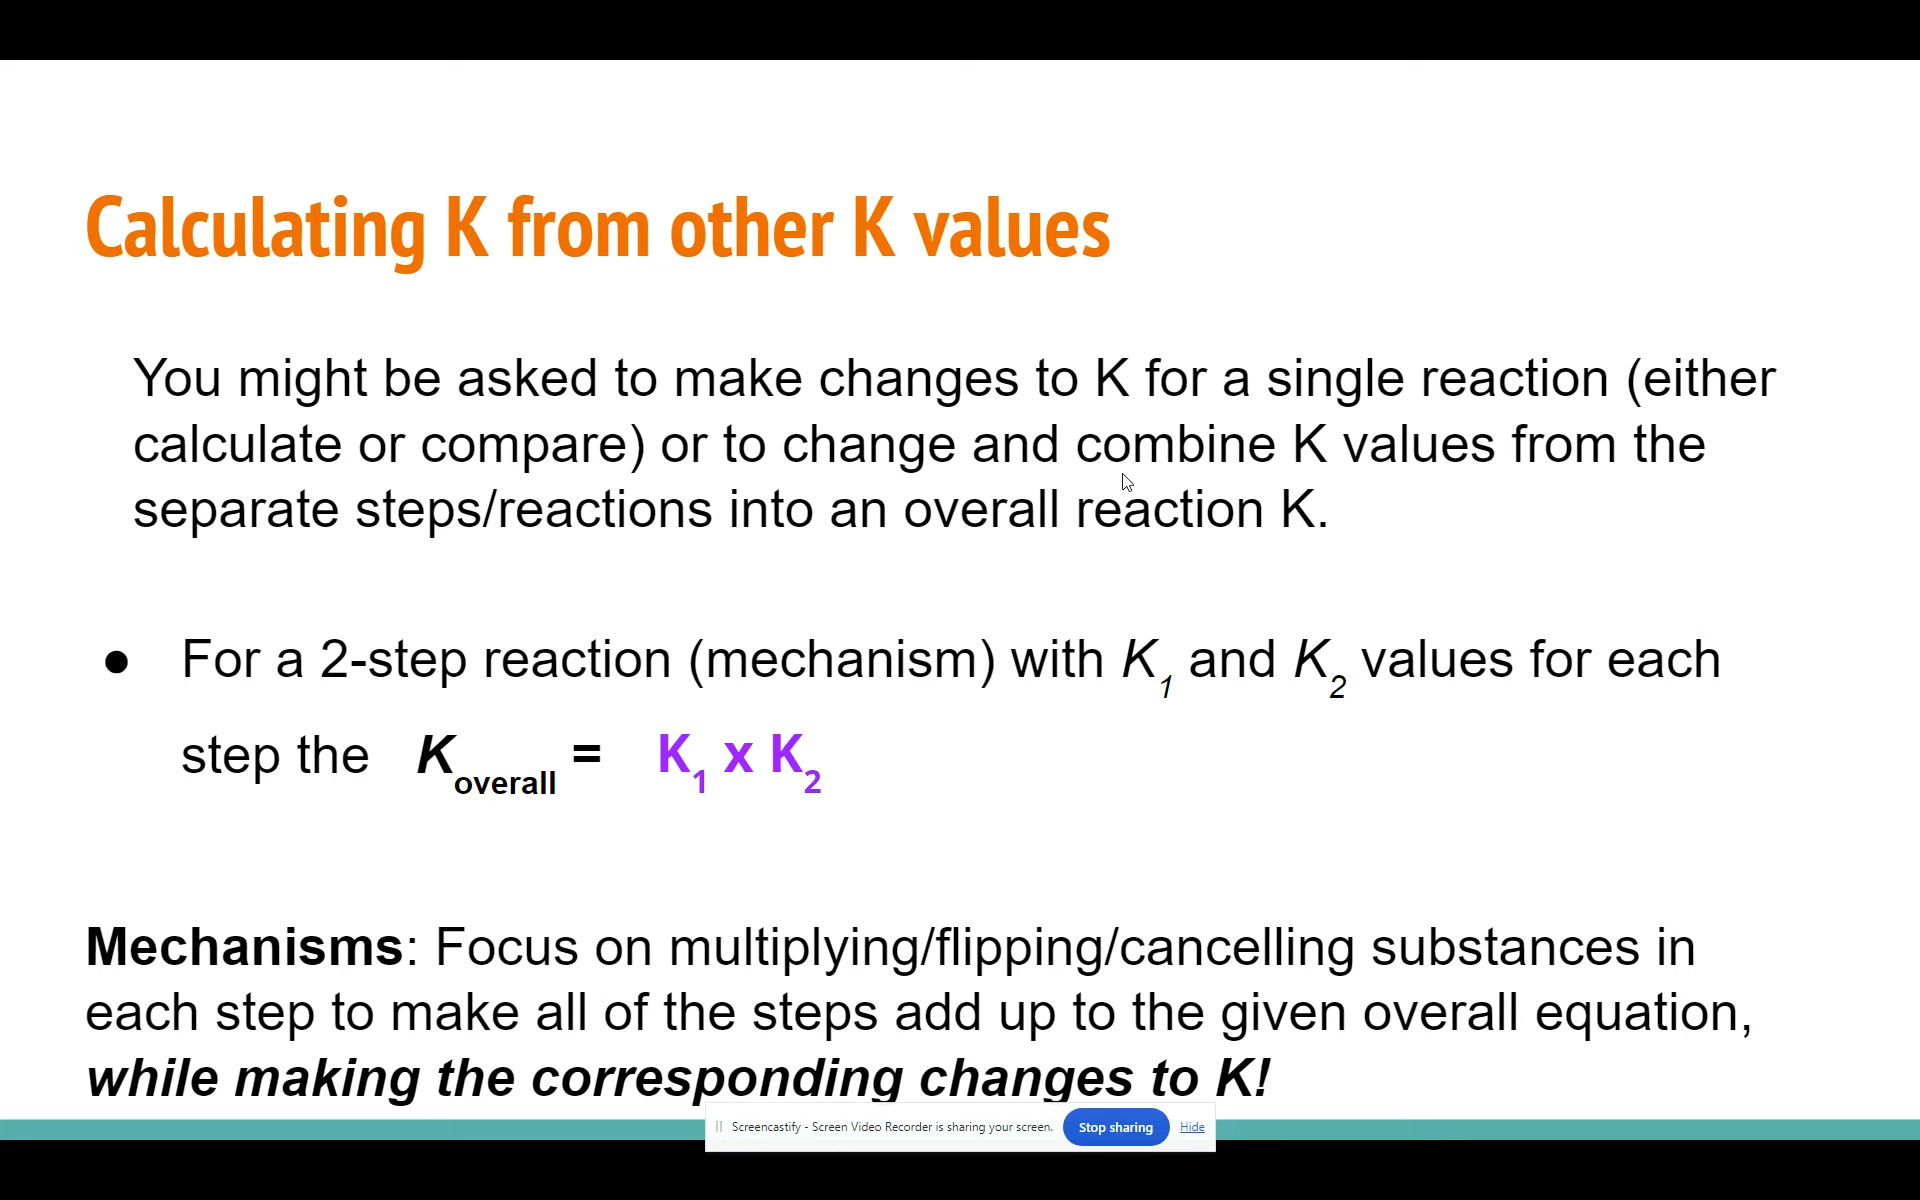 Calculating K from other K values
You might be asked to make changes to K for a single reaction (either
calculate or compare) or to change and combine K values from the
separate steps/reactions into an overall reaction K.
● For a 2-step reaction (mechanism) with K₁ and K₂ values for each
step the K overall = K₁ x K₂
Mechanisms: Focus on multiplying/flipping/cancelling substances in
each step to make all of the steps add up to the given overall equation,
while making the corresponding changes to K!
Screencastify - Screen Video Recorder is sharing your screen. Stop sharing Hide